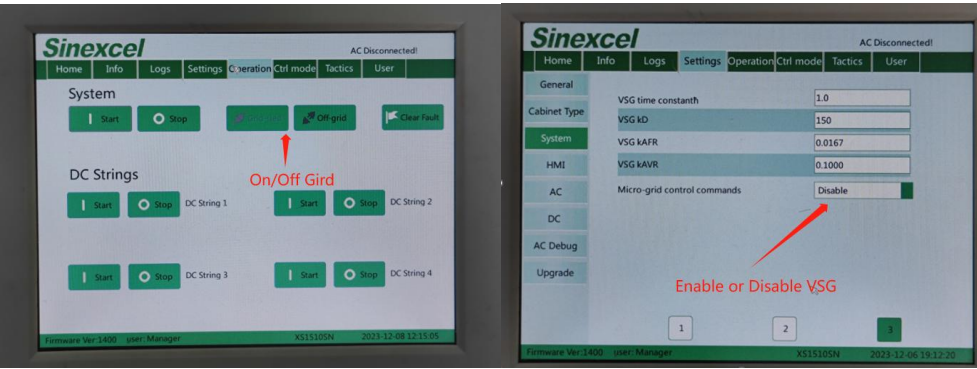 Sinexcel
AC Disconnected!
Home Info Logs Settings Operation Ctrl mode Tactics User
System
Start Stop Off-grid Clear Fault
On/Off Gird
DC Strings
Start Stop DC String 1 Start Stop DC String 2
Start Stop DC String 3 Start Stop DC String 4
Firmware Ver:1400 user: Manager XS1510SN 2023-12-08 12:15:05
Sinexcel
AC Disconnected!
Home Info Logs Settings Operation Ctrl mode Tactics User
General
Cabinet Type
System
HMI
AC
DC
AC Debug
Upgrade
VSG time constant 1.0
VSG kD 150
VSG kAFR 0.0167
VSG kAVR 0.1000
Micro-grid control commands Disable
Enable or Disable VSG
1 2 3
Firmware Ver:1400 user: Manager XS1510SN 2023-12-06 19:12:20